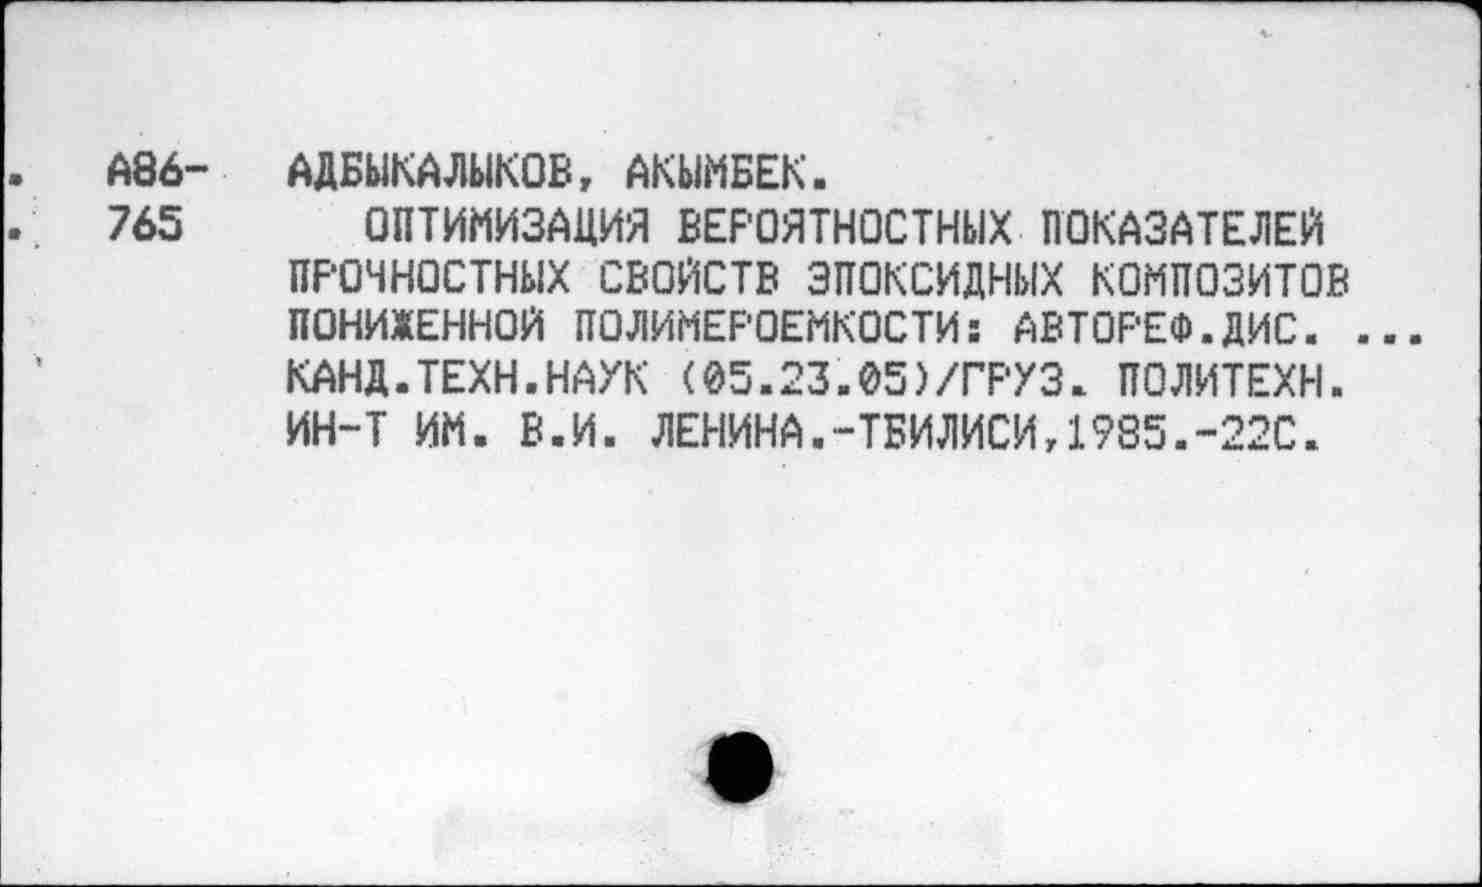 А86- АДБЫКАЛЫКОВ, АКЫМБЕК.
765 ОПТИМИЗАЦИЯ ВЕРОЯТНОСТНЫХ ПОКАЗАТЕЛЕЙ
ПРОЧНОСТНЫХ СВОЙСТВ ЭПОКСИДНЫХ КОМПОЗИТОВ
ПОНИЖЕННОЙ ПОЛИМЕРОЕМКОСТИ: АВТОРЕФ.ДИС. ...
КАНД.ТЕХН.НАУК (05.23.05)/ГРУЗ. ПОЛИТЕХН.
ИН-Т ИМ. В.И. ЛЕНИНА.-ТБИЛИСИ,1985.-22С.